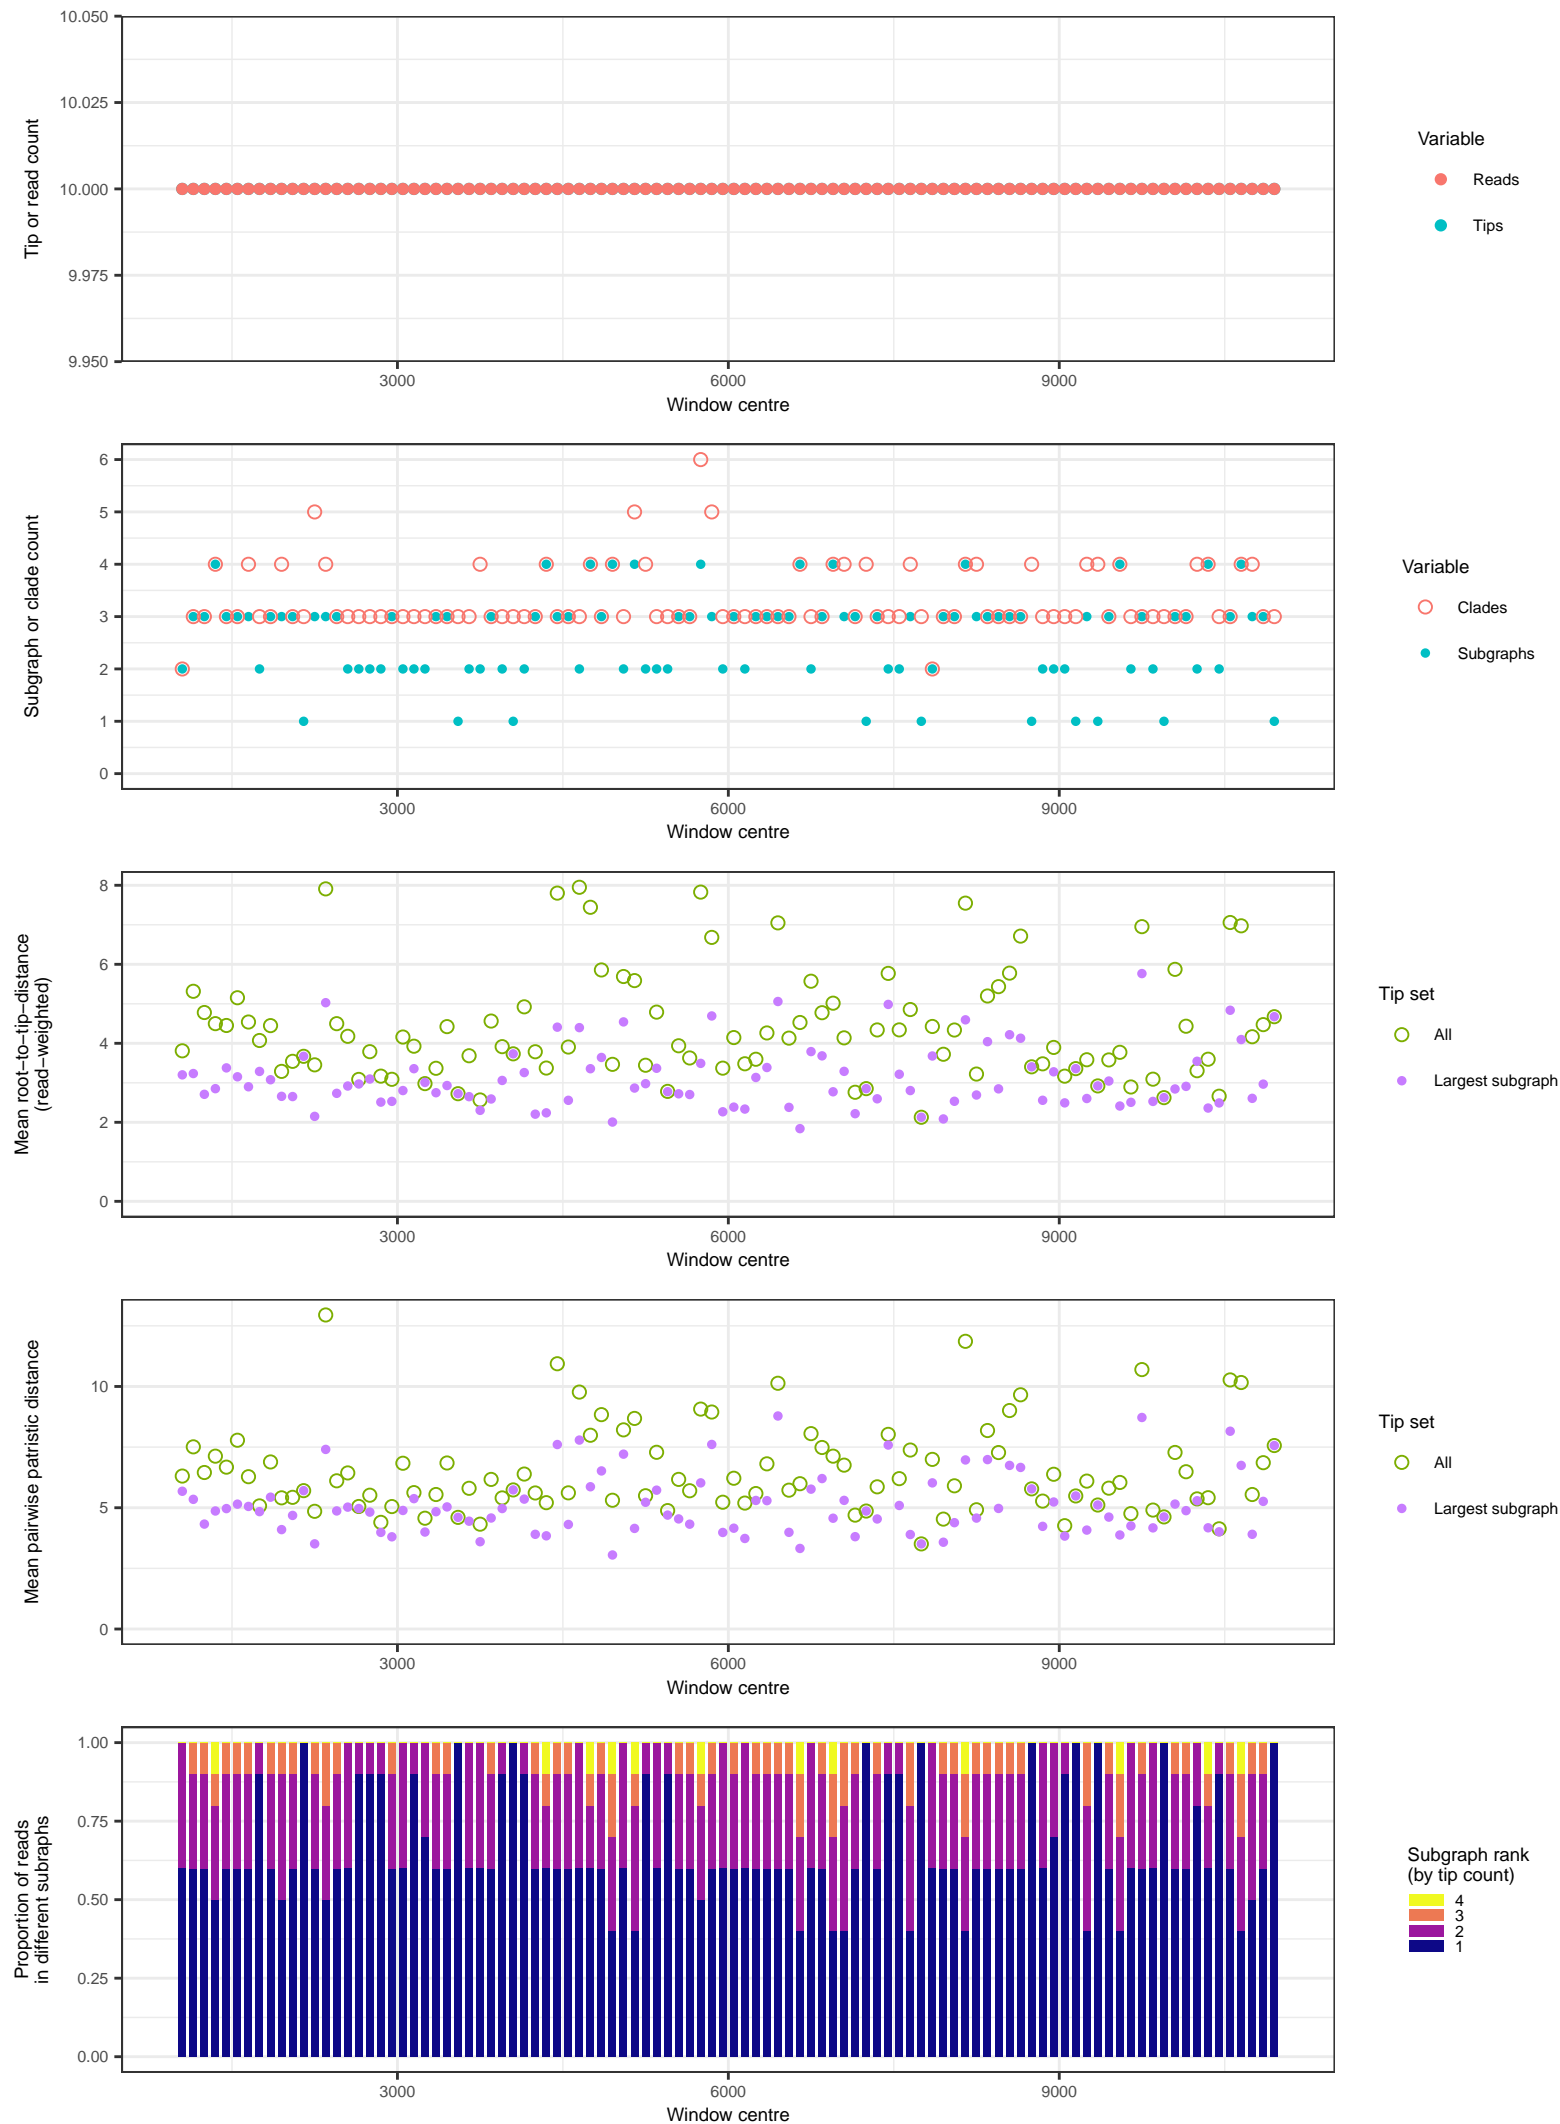 10.050
10.025
10.000
9.975
9.950
Tip or read count
3000
6000
9000
Window centre
Variable
Reads
Tips
6
5
4
3
2
1
0
Subgraph or clade count
3000
6000
9000
Window centre
Variable
Clades
Subgraphs
8
6
4
2
0
Mean root−to−tip−distance
(read−weighted)
3000
6000
9000
Window centre
Tip set
All
Largest subgraph
10
5
0
Mean pairwise patristic distance
3000
6000
9000
Window centre
Tip set
All
Largest subgraph
1.00
0.75
0.50
0.25
0.00
Proportion of reads
in different subraphs
3000
6000
9000
Window centre
Subgraph rank
(by tip count)
4
3
2
1